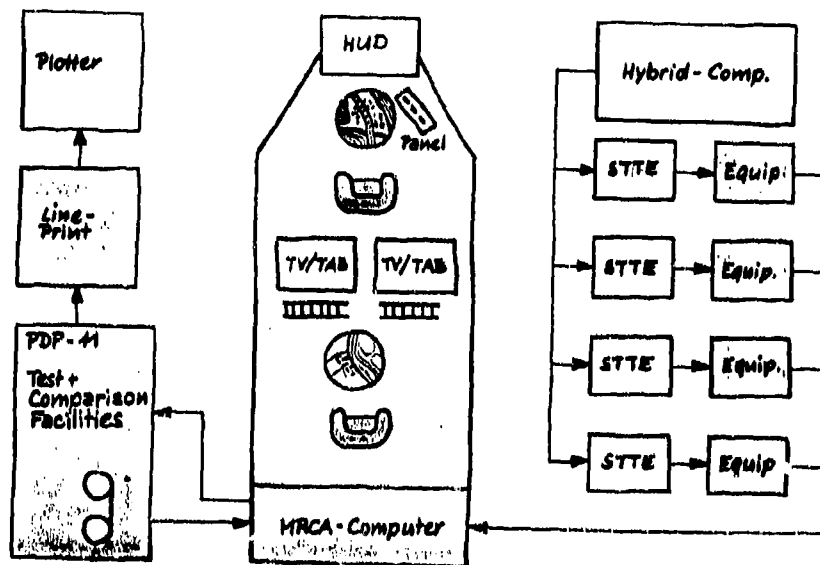 Plotter
Line-
Print
PDP-11
Test+
Comparison
Facilities
HUD
Panel
TV/TAB
TV/TAB
MRCA-Computer
Hybrid-Comp.
STTE
Equip.
STTE
Equip.
STTE
Equip.
STTE
Equip